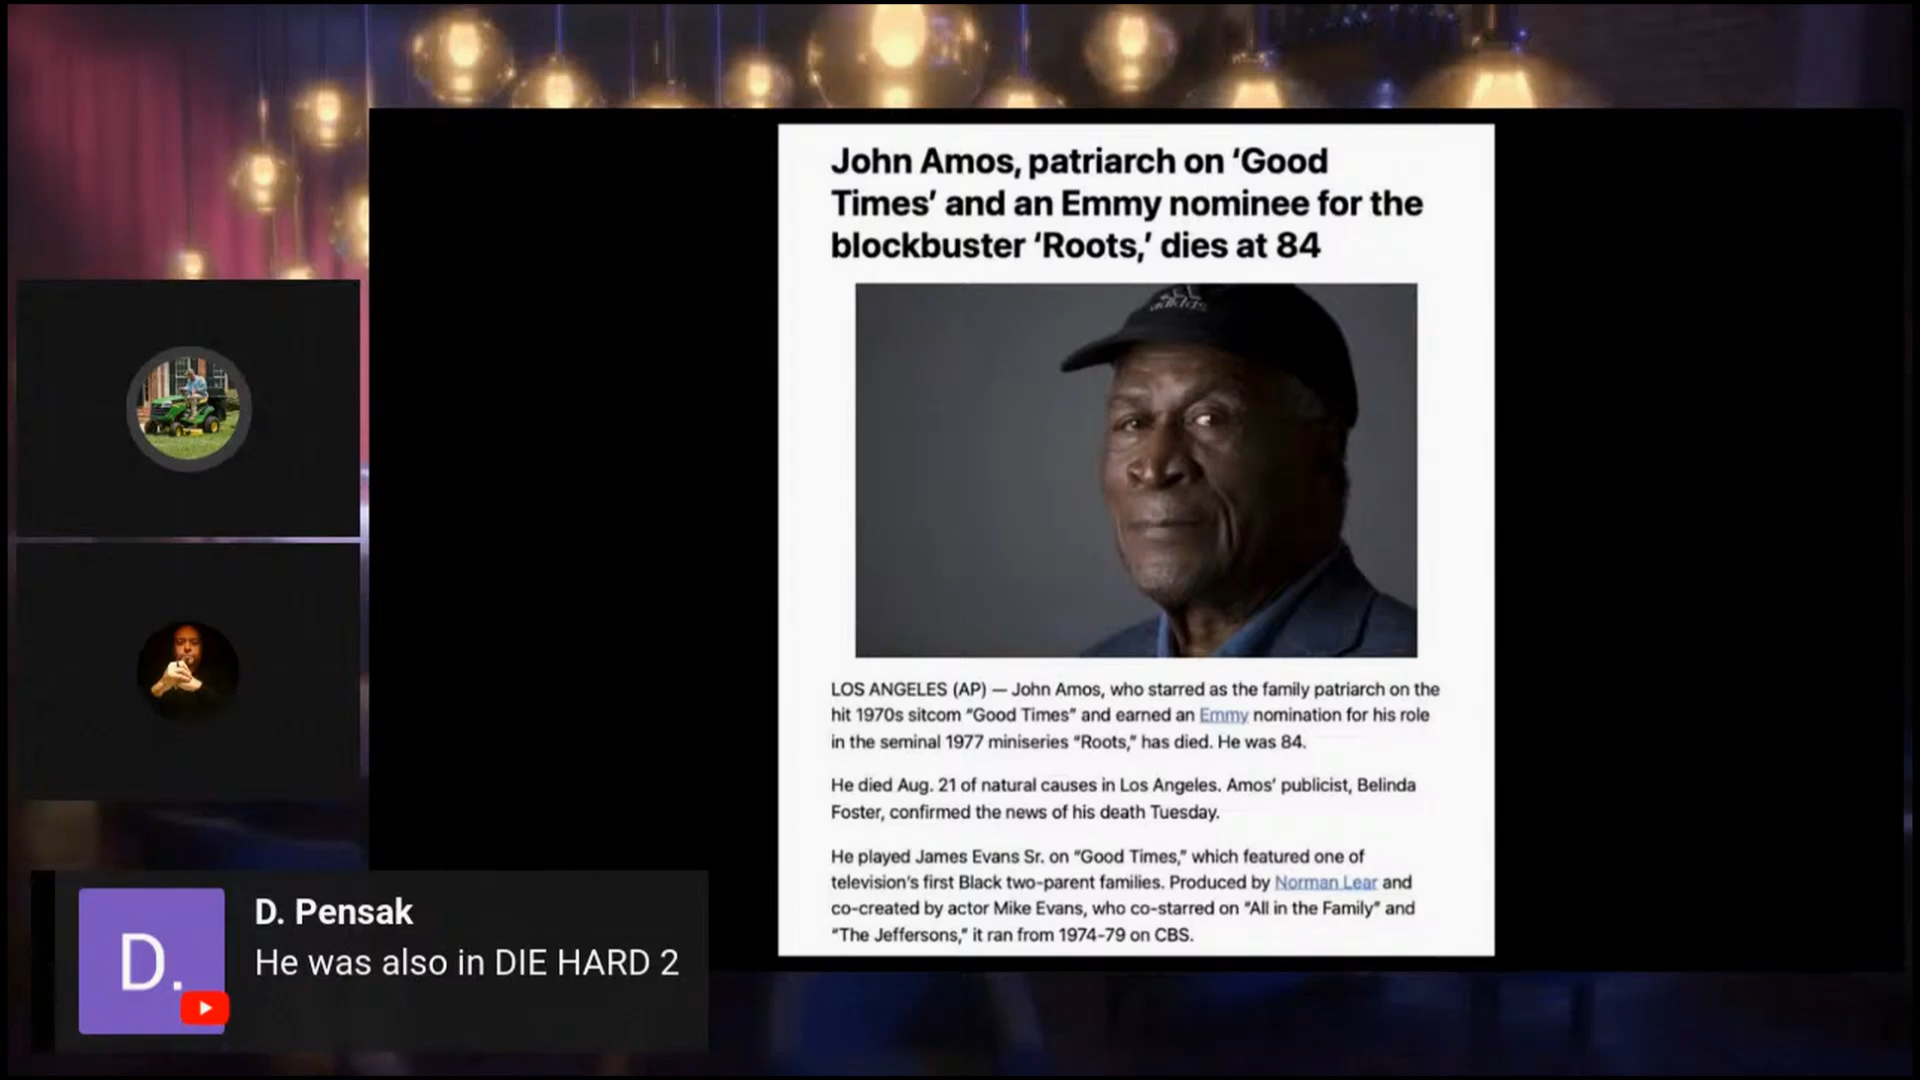 John Amos, patriarch on ‘Good
Times’ and an Emmy nominee for the
blockbuster ‘Roots,’ dies at 84
adidas
LOS ANGELES (AP) — John Amos, who starred as the family patriarch on the
hit 1970s sitcom “Good Times” and earned an Emmy nomination for his role
in the seminal 1977 miniseries “Roots,” has died. He was 84.
He died Aug. 21 of natural causes in Los Angeles. Amos’ publicist, Belinda
Foster, confirmed the news of his death Tuesday.
He played James Evans Sr. on “Good Times,” which featured one of
television’s first Black two-parent families. Produced by Norman Lear and
co-created by actor Mike Evans, who co-starred on “All in the Family” and
“The Jeffersons,” it ran from 1974-79 on CBS.
D.
D. Pensak
He was also in DIE HARD 2